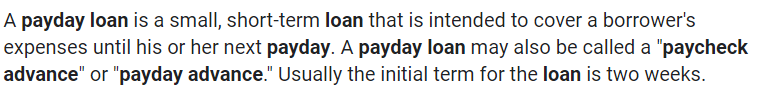 A payday loan is a small, short-term loan that is intended to cover a borrower's
expenses until his or her next payday. A payday loan may also be called a "paycheck
advance" or "payday advance." Usually the initial term for the loan is two weeks.